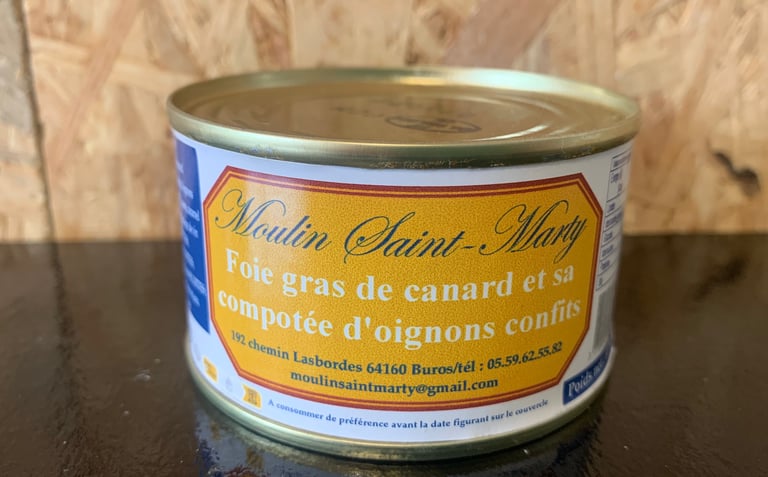 Moulin Saint-Marty
Foie gras de canard et sa
compotée d'oignons confits
192 chemin Lasbordes 64160 Buros/tél : 05.59.62.55.82
moulinsaintmarty@gmail.com
A consommer de préférence avant la date figurant sur le couvercle
Poids